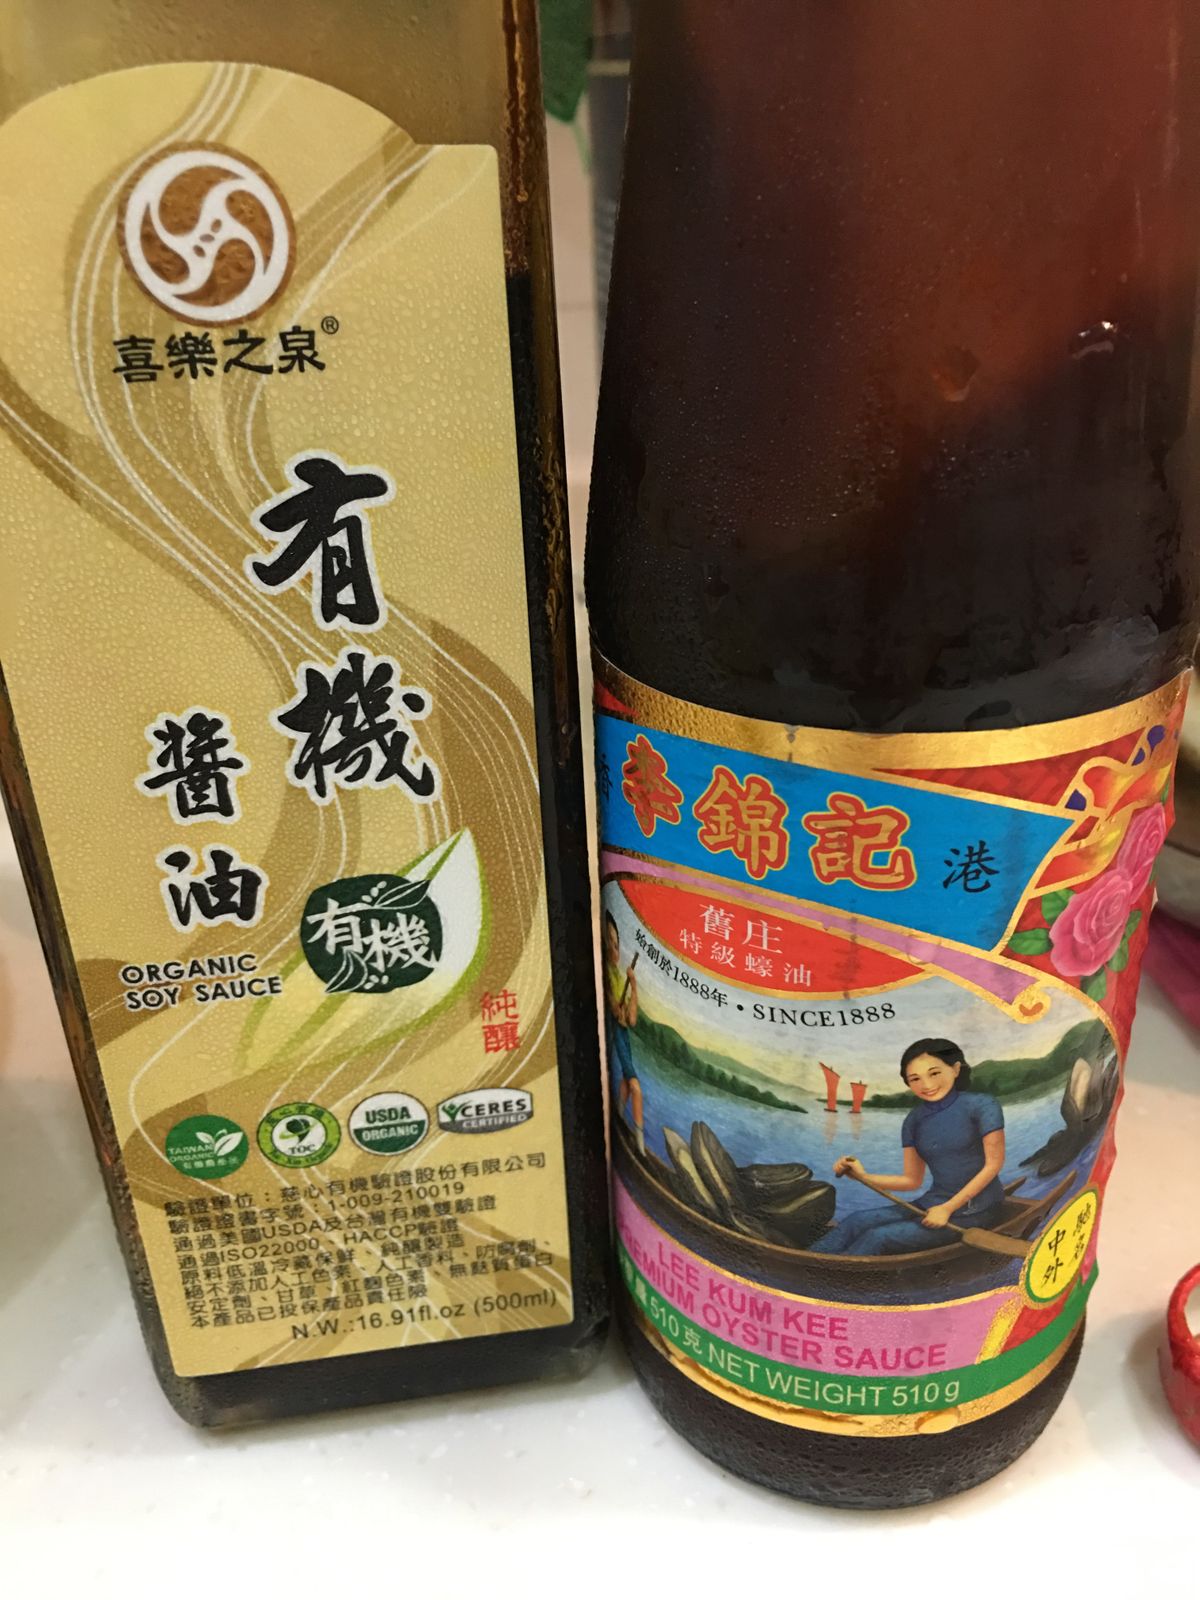 喜樂之泉®
有機
醬油
ORGANIC
SOY SAUCE
有機
純釀
TAIWAN
ORGANIC
TOC
USDA
ORGANIC
CERES
CERTIFIED
驗證單位：慈心有機驗證股份有限公司
驗證證書字號：1-009-210019
通過美國USDA及台灣有機雙驗證
通過ISO22000、HACCP驗證
原料低溫冷藏保鮮、純釀製造
絕不添加人工色素、人工香料、防腐劑、
安定劑、甘草、紅麴色素、無麩質蛋白
本產品已投保產品責任險
N.W.:16.91fl.oz (500ml)
李錦記
港
舊庄
特級蠔油
始創於1888年・SINCE1888
馳名
中外
LEE KUM KEE
PREMIUM OYSTER SAUCE
510克 NET WEIGHT 510g